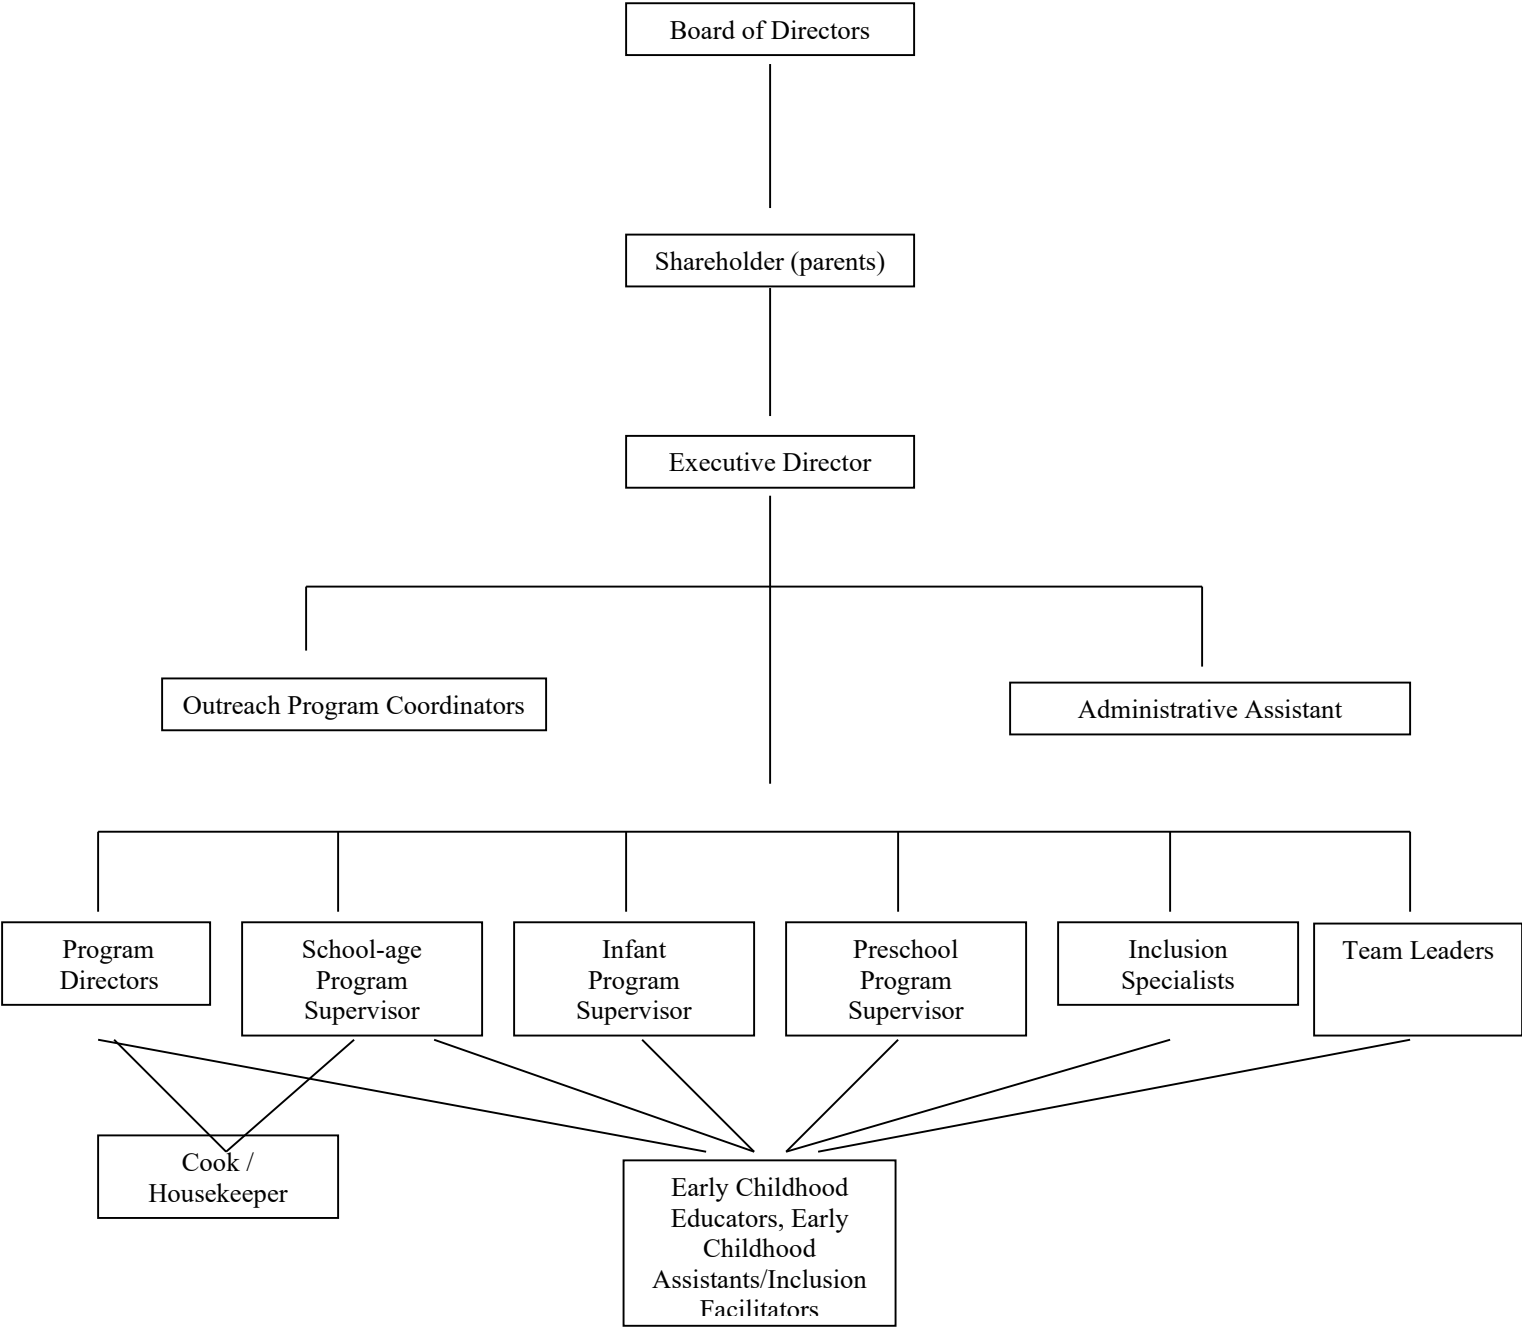 Board of Directors
Shareholder (parents)
Executive Director
Outreach Program Coordinators
Administrative Assistant
Program
Directors
School-age
Program
Supervisor
Infant
Program
Supervisor
Preschool
Program
Supervisor
Inclusion
Specialists
Team Leaders
Cook /
Housekeeper
Early Childhood
Educators, Early
Childhood
Assistants/Inclusion
Facilitators